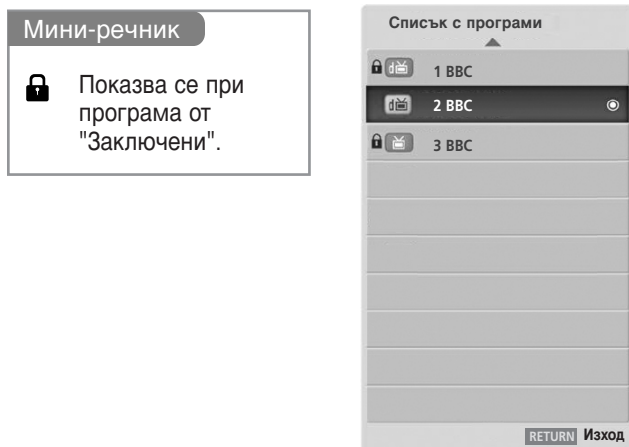 Мини-речник
Показва се при
програма от
"Заключени".
Списък с програми
1 BBC
2 BBC
3 BBC
RETURN Изход